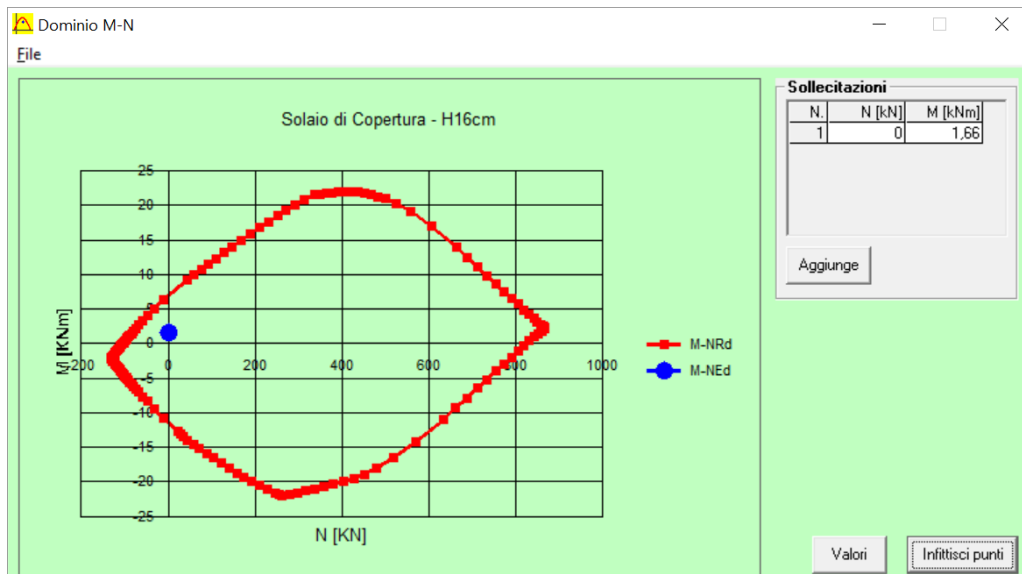 Dominio M-N
File
Solaio di Copertura - H16cm
25
20
15
10
5
0
-5
-10
-15
-20
-25
M [KNm]
-200 0 200 400 600 800 1000
N [KN]
M-NRd
M-NEd
Sollecitazioni
N. N [kN] M [kNm]
1 0 1,66
Aggiunge
Valori
Infittisci punti